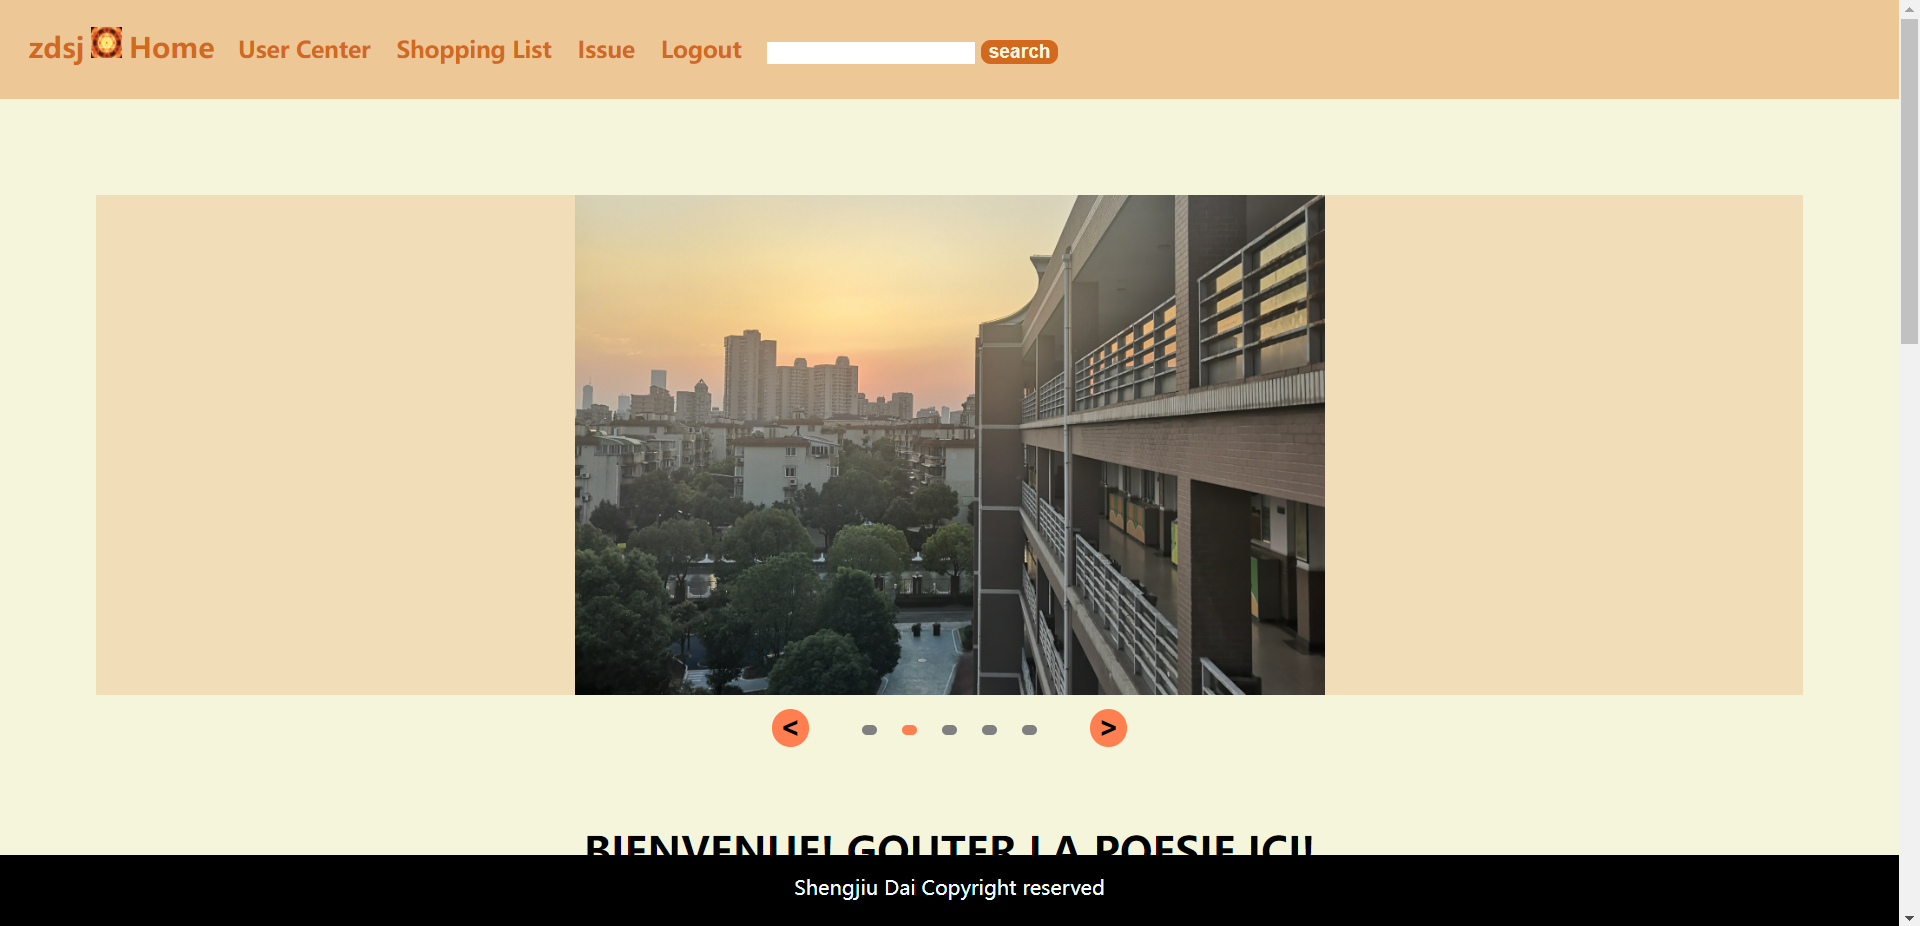 zdsj Home User Center Shopping List Issue Logout search
< >
BIENVENUE! GOUTER LA POESIE ICI!
Shengjiu Dai Copyright reserved